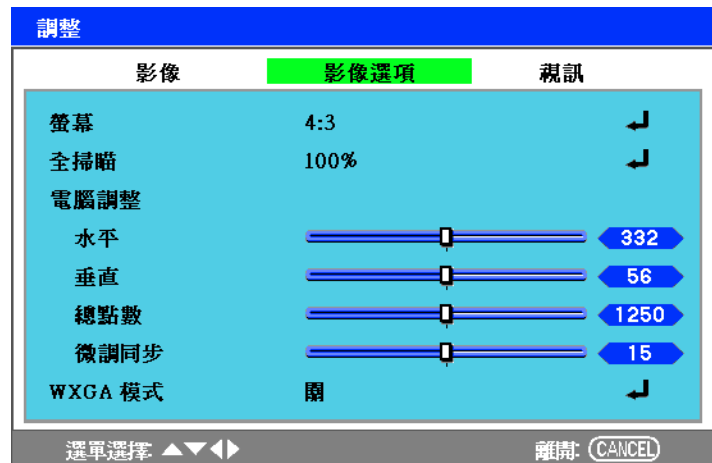 調整
影像 影像選項 視訊
螢幕 4:3
全掃瞄 100%
電腦調整
水平 332
垂直 56
總點數 1250
微調同步 15
WXGA 模式 關
選單選擇: 離開: CANCEL